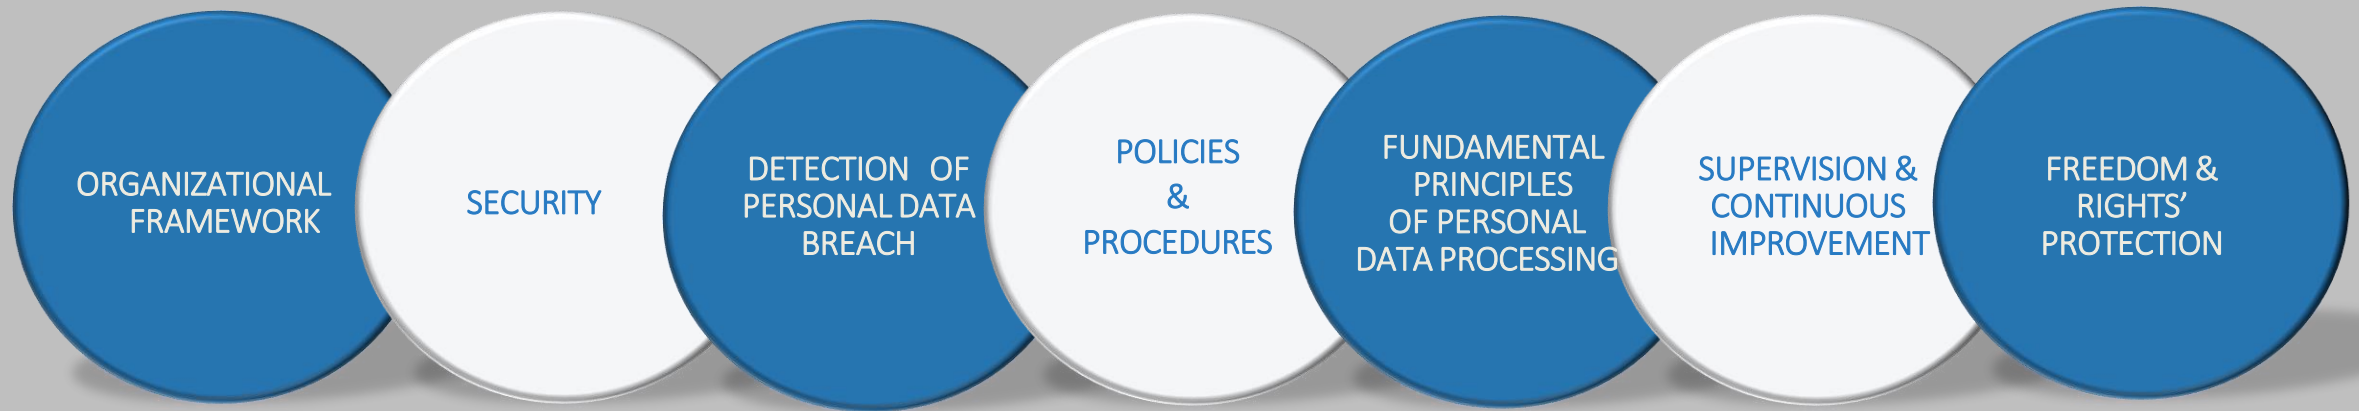 ORGANIZATIONAL
FRAMEWORK
SECURITY
DETECTION OF
PERSONAL DATA
BREACH
POLICIES
&
PROCEDURES
FUNDAMENTAL
PRINCIPLES
OF PERSONAL
DATA PROCESSING
SUPERVISION &
CONTINUOUS
IMPROVEMENT
FREEDOM &
RIGHTS’
PROTECTION